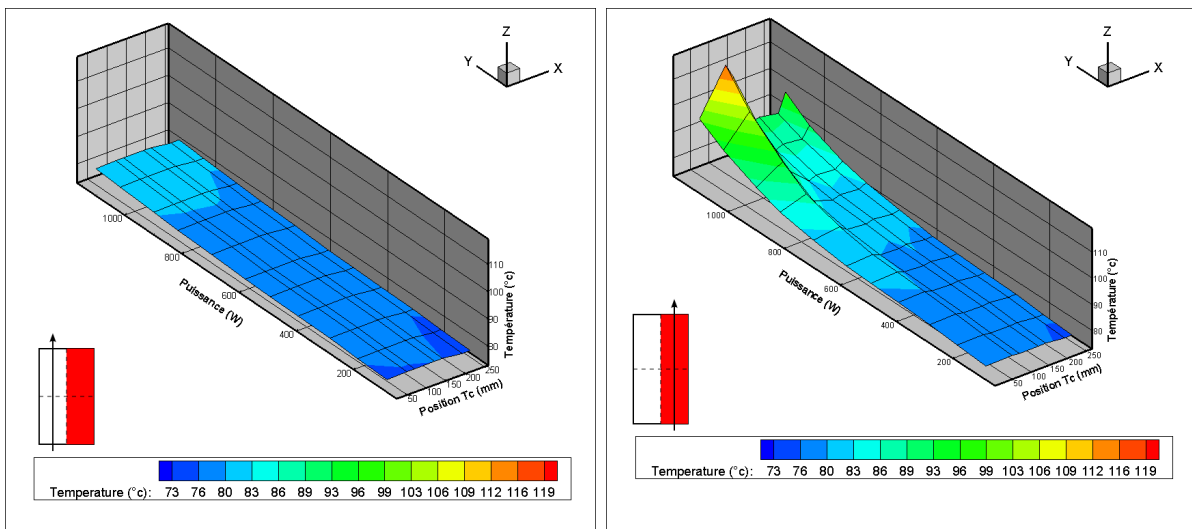 Z
Y
X
1000
800
600
400
200
Puissance (W)
110
100
90
80
Température (°c)
50
100
150
200
250
Position Tc (mm)
73 76 80 83 86 89 93 96 99 103 106 109 112 116 119
Temperature (°c):
Z
Y
X
1000
800
600
400
200
Puissance (W)
110
100
90
80
Température (°c)
50
100
150
200
250
Position Tc (mm)
73 76 80 83 86 89 93 96 99 103 106 109 112 116 119
Temperature (°c):